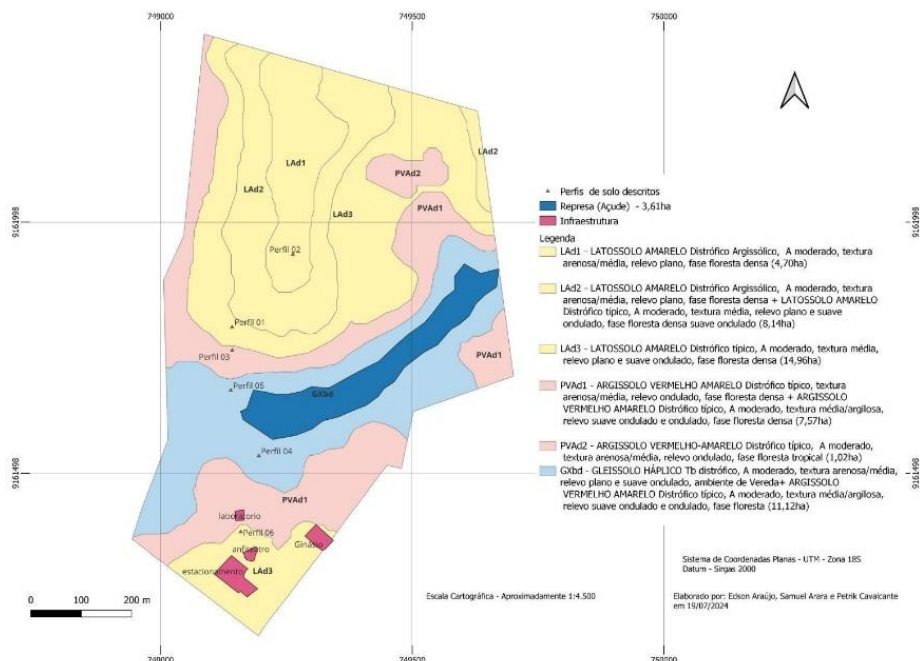 749000
749500
750000
LAd2
LAd1
PVAd2
LAd2
PVAd1
LAd3
9161998
9161998
Perfil 02
Perfil 01
Perfil 03
PVAd1
Perfil 05
GXbd
Perfil 04
9161498
9161498
PVAd1
laboratorio
Perfil 06
Ginásio
anfiteatro
estacionamento
LAd3
0 100 200 m
749000
749500
750000
Perfis de solo descritos
Represa (Açude) - 3,61ha
Infraestrutura
Legenda
LAd1 - LATOSSOLO AMARELO Distrófico Argissólico, A moderado, textura
arenosa/média, relevo plano, fase floresta densa (4,70ha)
LAd2 - LATOSSOLO AMARELO Distrófico Argissólico, A moderado, textura
arenosa/média, relevo plano, fase floresta densa + LATOSSOLO AMARELO
Distrófico típico, A moderado, textura média, relevo plano e suave
ondulado, fase floresta densa suave ondulado (8,14ha)
LAd3 - LATOSSOLO AMARELO Distrófico típico, A moderado, textura média,
relevo plano e suave ondulado, fase floresta densa (14,96ha)
PVAd1 - ARGISSOLO VERMELHO AMARELO Distrófico típico, textura
arenosa/média, relevo ondulado, fase floresta densa + ARGISSOLO
VERMELHO AMARELO Distrófico típico, A moderado, textura média/argilosa,
relevo suave ondulado e ondulado, fase floresta densa (7,57ha)
PVAd2 - ARGISSOLO VERMELHO-AMARELO Distrófico típico, A moderado,
textura arenosa/média, relevo ondulado, fase floresta tropical (1,02ha)
GXbd - GLEISSOLO HÁPLICO Tb distrófico, A moderado, textura arenosa/média,
relevo plano e suave ondulado, ambiente de Vereda+ ARGISSOLO
VERMELHO AMARELO Distrófico típico, A moderado, textura média/argilosa,
relevo suave ondulado e ondulado, fase floresta (11,12ha)
Sistema de Coordenadas Planas - UTM - Zona 18S
Datum - Sirgas 2000
Escala Cartográfica - Aproximadamente 1:4.500
Elaborado por: Edson Araújo, Samuel Arara e Petrik Cavalcante
em 19/07/2024